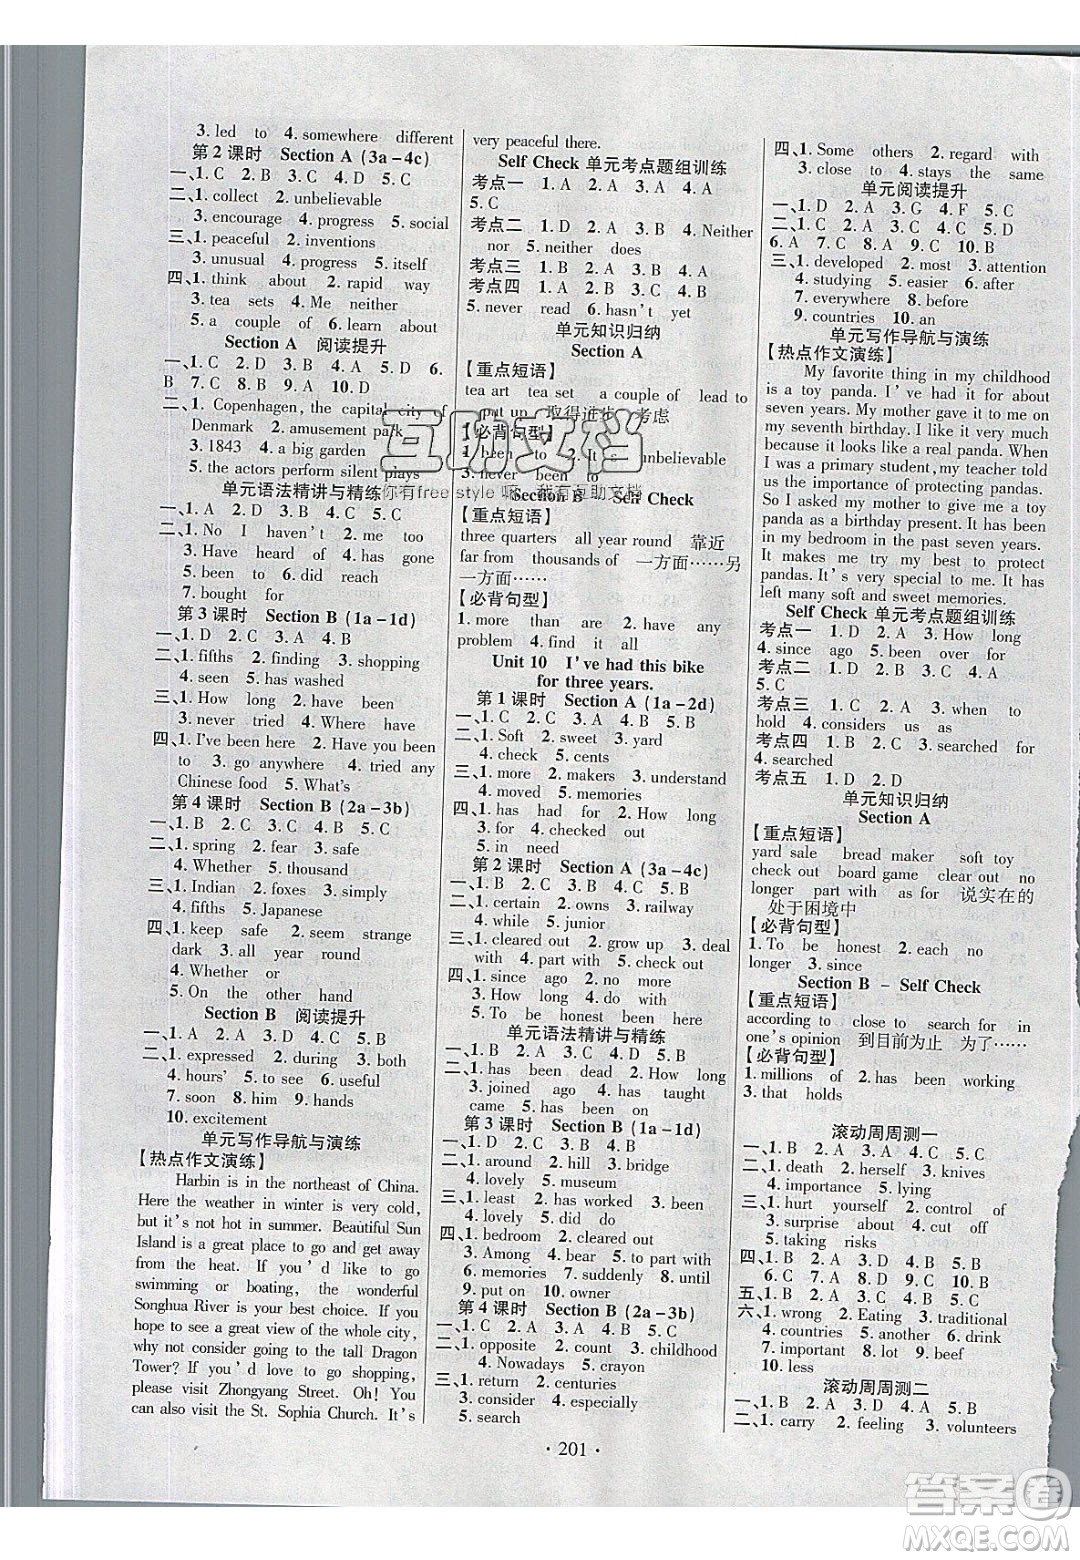 3. led to 4. somewhere different
第 2 课时 Section A (3a-4c)
一、1. C 2. B 3. B 4. D 5. A
二、1. collect 2. unbelievable
3. encourage 4. progress 5. social
三、1. peaceful 2. inventions
3. unusual 4. progress 5. itself
四、1. think about 2. rapid way
3. tea sets 4. Me neither
5. a couple of 6. learn about
Section A 阅读提升
一、1. C 2. D 3. A 4. D 5. D 6.
B 7. C 8. B 9. A 10. D
二、1. Copenhagen, the capital city of
Denmark 2. amusement park
3. 1843 4. a big garden
5. the actors perform silent plays
单元语法精讲与精练
一、1. A 2. D 3. D 4. C 5. B
二、1. No I haven't 2. me too
3. Have heard of 4. has gone
5. been to 6. did reach
7. bought for
第 3 课时 Section B (1a-1d)
一、1. D 2. C 3. A 4. B 5. B
二、1. fifths 2. finding 3. shopping
4. seen 5. has washed
三、1. How long 2. have been
3. never tried 4. Where have
四、1. I've been here 2. Have you been
to 3. go anywhere 4. tried any
Chinese food 5. What's
第 4 课时 Section B (2a-3b)
一、1. D 2. C 3. C 4. B 5. C
二、1. spring 2. fear 3. safe
4. Whether 5. thousand
三、1. Indian 2. foxes 3. simply
4. fifths 5. Japanese
四、1. keep safe 2. seem strange
dark 3. all year round
4. Whether or
5. On the other hand
Section B 阅读提升
一、1. A 2. A 3. D 4. C 5. B
二、1. expressed 2. during 3. both
4. hours' 5. to see 6. useful
7. soon 8. him 9. hands
10. excitement
单元写作导航与演练
【热点作文演练】
Harbin is in the northeast of China.
Here the weather in winter is very cold,
but it's not hot in summer. Beautiful Sun
Island is a great place to go and get away
from the heat. If you'd like to go
swimming or boating, the wonderful
Songhua River is your best choice. If you
hope to see a great view of the whole city,
why not consider going to the tall Dragon
Tower? If you'd love to go shopping,
please visit Zhongyang Street. Oh! You
can also visit the St. Sophia Church. It's
very peaceful there.
Self Check 单元考点题组训练
考点一 1. A 2. A 3. A 4. A
5. C
考点二 1. D 2. A 3. A 4. Neither
nor 5. neither does
考点三 1. B 2. A 3. A
考点四 1. A 2. B 3. C 4. A
5. never read 6. hasn't yet
单元知识归纳
Section A
【重点短语】
tea art tea set a couple of lead to
put up 取得进步 考虑
【必背句型】
1. been to 2. It's unbelievable
Section B — Self Check
【重点短语】
three quarters all year round 靠近
far from thousands of 一方面……另
一方面……
【必背句型】
1. more than are 2. have any
problem 4. find it all
Unit 10 I've had this bike
for three years.
第 1 课时 Section A (1a-2d)
一、1. C 2. D 3. A 4. B 5. B
二、1. Soft 2. sweet 3. yard
4. check 5. cents
三、1. more 2. makers 3. understand
4. moved 5. memories
四、1. has had for 2. How long
3. for 4. checked out
5. in need
第 2 课时 Section A (3a-4c)
一、1. B 2. C 3. C 4. D 5. C
二、1. certain 2. owns 3. railway
4. while 5. junior
三、1. cleared out 2. grow up 3. deal
with 4. part with 5. check out
四、1. since ago 2. no longer
3. How long 4. do with
5. To be honest been here
单元语法精讲与精练
一、1. B 2. A 3. C 4. D 5. B
二、1. has been dead 2. How long
3. joined ago 4. has taught
came 5. has been on
第 3 课时 Section B (1a-1d)
一、1. B 2. C 3. A 4. C 5. B
二、1. around 2. hill 3. bridge
4. lovely 5. museum
三、1. least 2. has worked 3. been
4. lovely 5. did do
四、1. bedroom 2. cleared out
3. Among 4. bear 5. to part with
6. memories 7. suddenly 8. until
9. put on 10. owner
第 4 课时 Section B (2a-3b)
一、1. C 2. D 3. A 4. B 5. A
二、1. opposite 2. count 3. childhood
4. Nowadays 5. crayon
三、1. return 2. centuries
3. consider 4. especially
5. search
四、1. Some others 2. regard with
3. close to 4. stays the same
单元阅读提升
一、1. D 2. A 3. G 4. F 5. C
二、1. C 2. D 3. D 4. B 5. D
6. A 7. C 8. A 9. C 10. B
三、1. developed 2. most 3. attention
4. studying 5. easier 6. after
7. everywhere 8. before
9. countries 10. an
单元写作导航与演练
【热点作文演练】
My favorite thing in my childhood
is a toy panda. I've had it for about
seven years. My mother gave it to me on
my seventh birthday. I like it very much
because it looks like a real panda. When
I was a primary student, my teacher told
us the importance of protecting pandas.
So I asked my mother to give me a toy
panda as a birthday present. It has been
in my bedroom in the past seven years.
It makes me try my best to protect
pandas. It's very special to me. It has
left many soft and sweet memories.
Self Check 单元考点题组训练
考点一 1. D 2. A 3. How long
4. since ago 5. been over for
考点二 1. D 2. C 3. C 4. A
5. C
考点三 1. C 2. A 3. when to
hold 4. considers us as
考点四 1. A 2. B 3. searched for
4. searched
考点五 1. D 2. D
单元知识归纳
Section A
【重点短语】
yard sale bread maker soft toy
check out board game clear out no
longer part with as for 说实在的
处于困境中
【必背句型】
1. To be honest 2. each no
longer 3. since
Section B - Self Check
【重点短语】
according to close to search for in
one's opinion 到目前为止 为了……
【必背句型】
1. millions of 2. has been working
3. that holds
滚动周周测一
一、1. B 2. B 3. A 4. C 5. C
二、1. death 2. herself 3. knives
4. importance 5. lying
三、1. hurt yourself 2. control of
3. surprise about 4. cut off
5. taking risks
四、1. B 2. A 3. D 4. D 5. B
6. C 7. A 8. D 9. C 10. B
五、1. B 2. A 3. C 4. A 5. B
六、1. wrong 2. Eating 3. traditional
4. countries 5. another 6. drink
7. important 8. lot 9. beef
10. less
滚动周周测二
一、1. B 2. C 3. D 4. A 5. B
二、1. carry 2. feeling 3. volunteers
· 201 ·
互助文档
你有free style 嘛，我有互助文档
答案圈
MXQE.COM